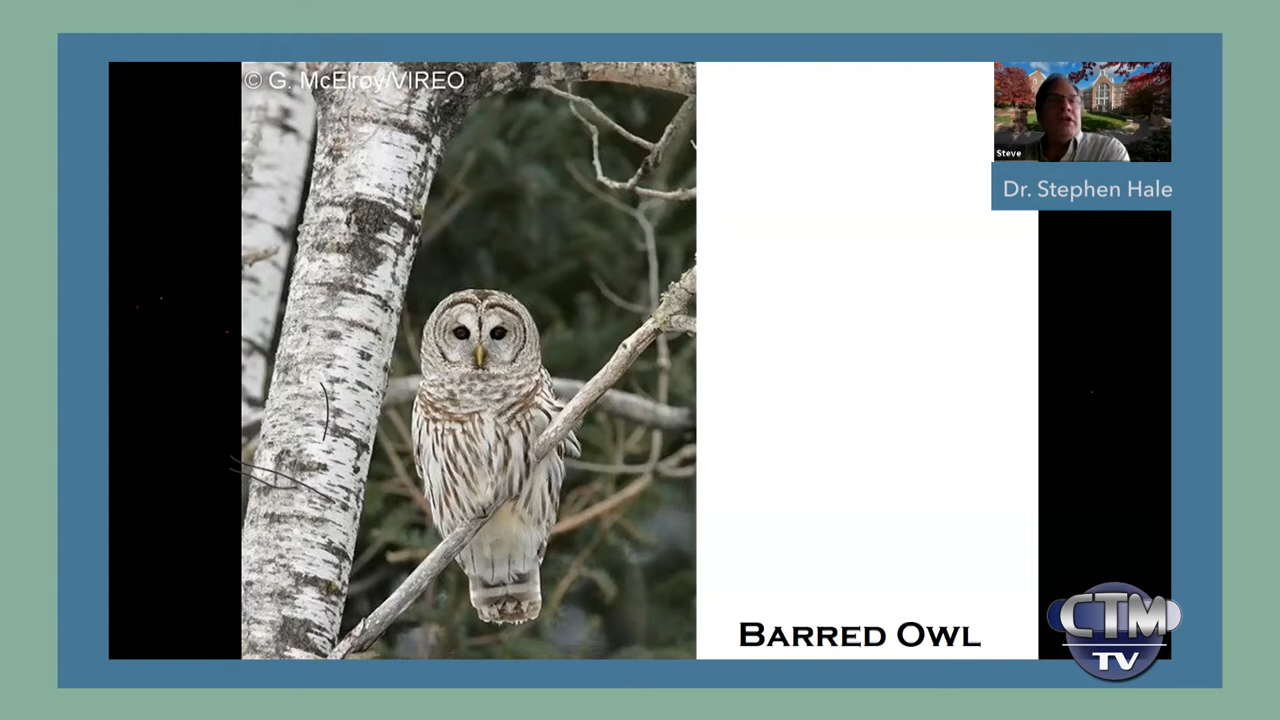 © G. McElroy/VIREO
Steve
Dr. Stephen Hale
BARRED OWL
CTM
TV